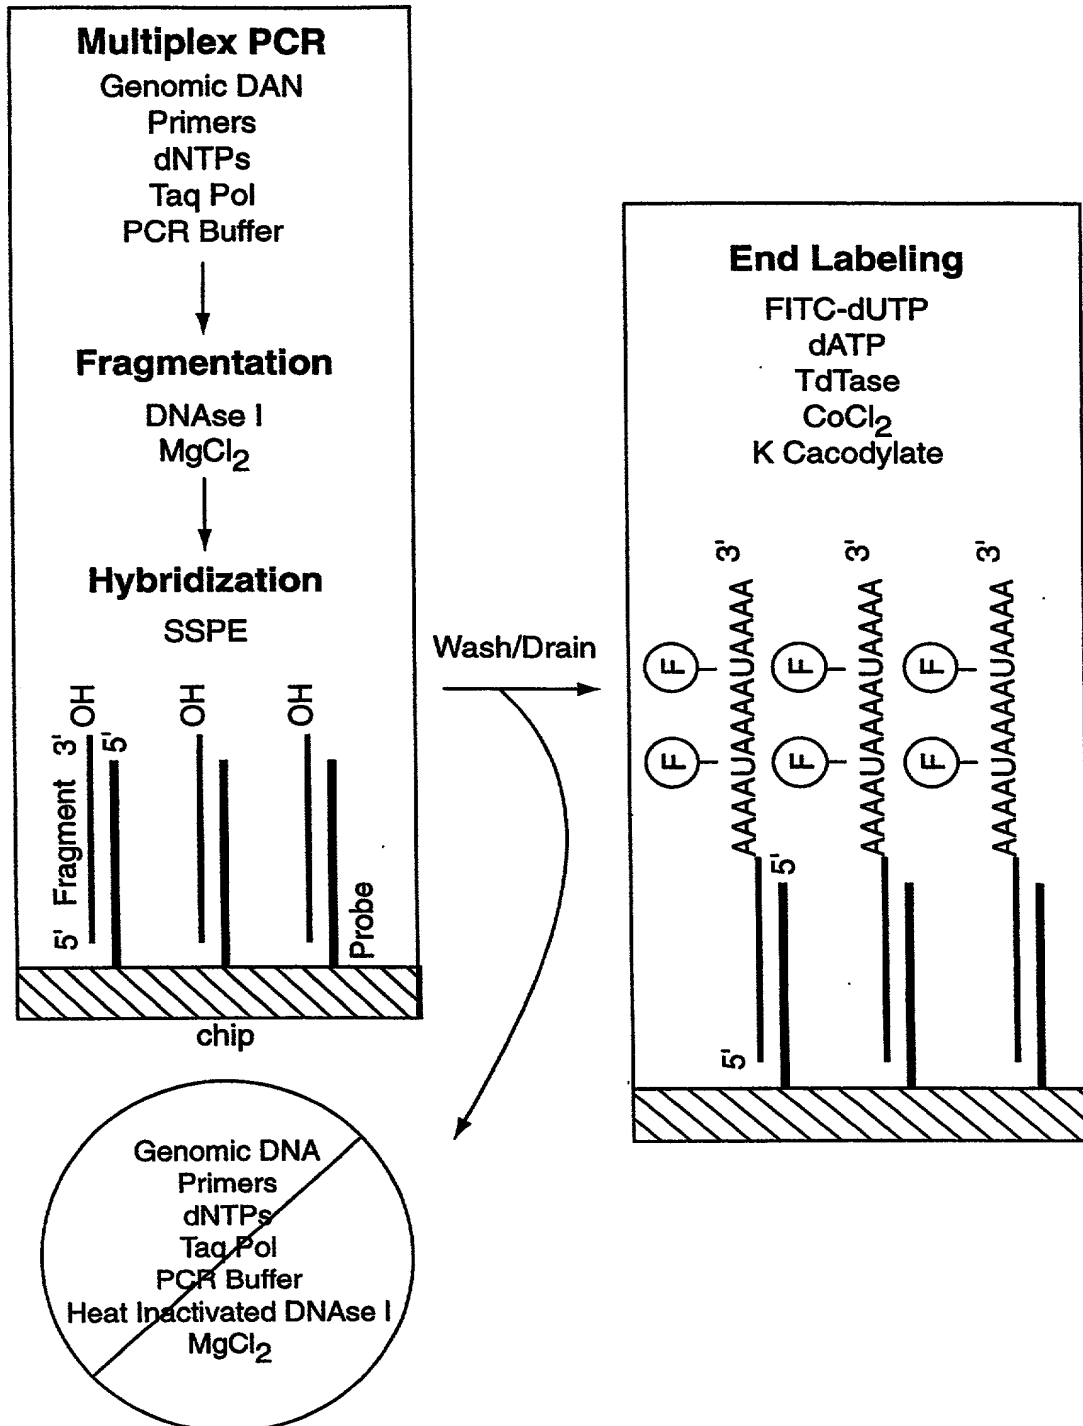 Multiplex PCR
Genomic DAN
Primers
dNTPs
Taq Pol
PCR Buffer
Fragmentation
DNAse I
MgCl2
Hybridization
SSPE
5' Fragment 3' OH
5'
OH
OH
Probe
chip
Wash/Drain
Genomic DNA
Primers
dNTPs
Taq Pol
PCR Buffer
Heat Inactivated DNAse I
MgCl2
End Labeling
FITC-dUTP
dATP
TdTase
CoCl2
K Cacodylate
F F
5' AAAAUAAAAUAAAA 3'
5'
F F
AAAAUAAAAUAAAA 3'
F F
AAAAUAAAAUAAAA 3'